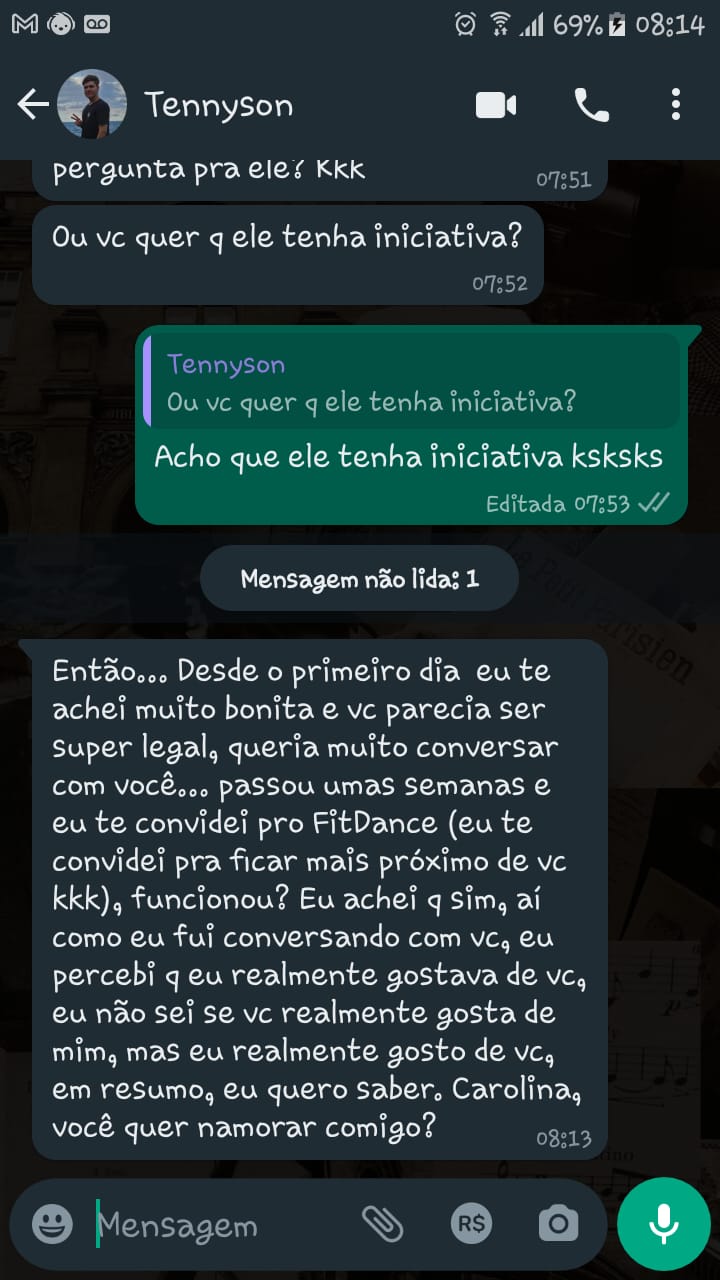 69% 08:14
Tennyson
pergunta pra ele? Kkk
07:51
Ou vc quer q ele tenha iniciativa?
07:52
Tennyson
Ou vc quer q ele tenha iniciativa?
Acho que ele tenha iniciativa ksksks
Editada 07:53
Mensagem não lida: 1
Então... Desde o primeiro dia eu te
achei muito bonita e vc parecia ser
super legal, queria muito conversar
com você... passou umas semanas e
eu te convidei pro FitDance (eu te
convidei pra ficar mais próximo de vc
kkk), funcionou? Eu achei q sim, aí
como eu fui conversando com vc, eu
percebi q eu realmente gostava de vc,
eu não sei se vc realmente gosta de
mim, mas eu realmente gosto de vc,
em resumo, eu quero saber. Carolina,
você quer namorar comigo?
08:13
Mensagem
R$